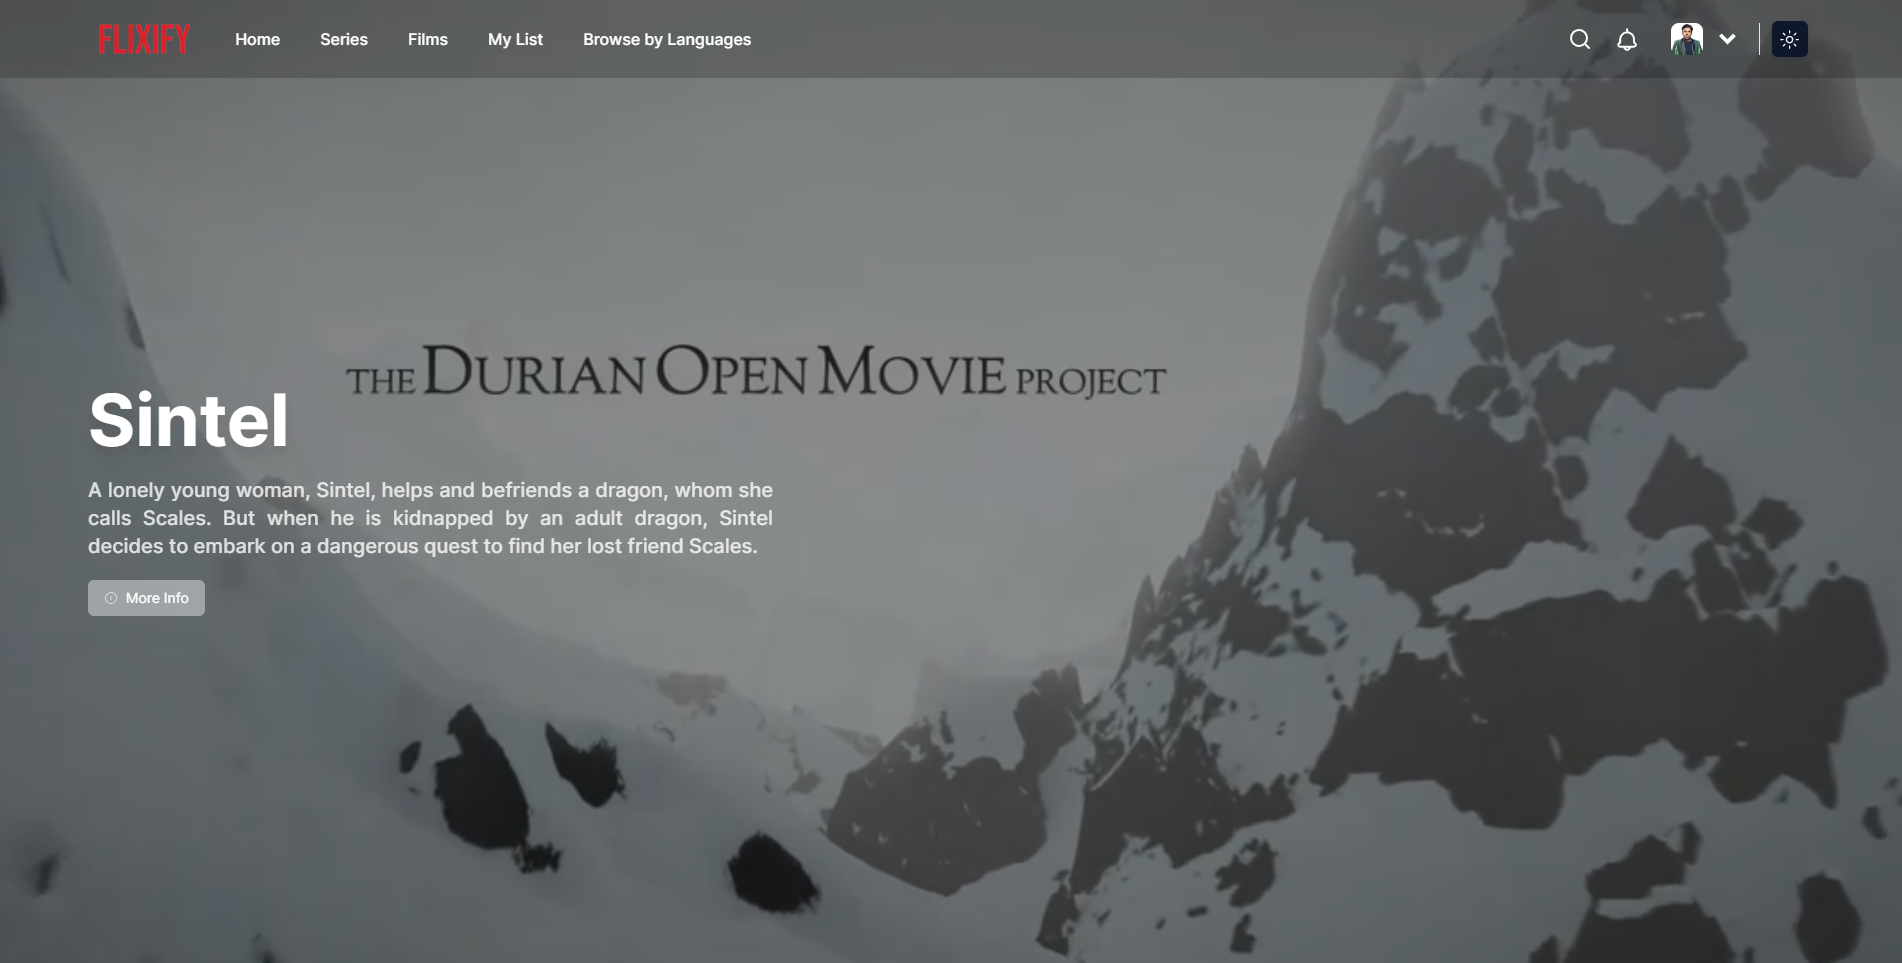 FLIXIFY
Home Series Films My List Browse by Languages
THE DURIAN OPEN MOVIE PROJECT
Sintel
A lonely young woman, Sintel, helps and befriends a dragon, whom she
calls Scales. But when he is kidnapped by an adult dragon, Sintel
decides to embark on a dangerous quest to find her lost friend Scales.
More Info